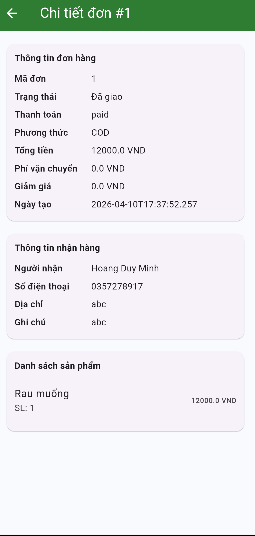 Chi tiết đơn #1
Thông tin đơn hàng
Mã đơn 1
Trạng thái Đã giao
Thanh toán paid
Phương thức COD
Tổng tiền 12000.0 VND
Phí vận chuyển 0.0 VND
Giảm giá 0.0 VND
Ngày tạo 2026-04-10T17:37:52.257
Thông tin nhận hàng
Người nhận Hoang Duy Minh
Số điện thoại 0357278917
Địa chỉ abc
Ghi chú abc
Danh sách sản phẩm
Rau muống
12000.0 VND
SL: 1